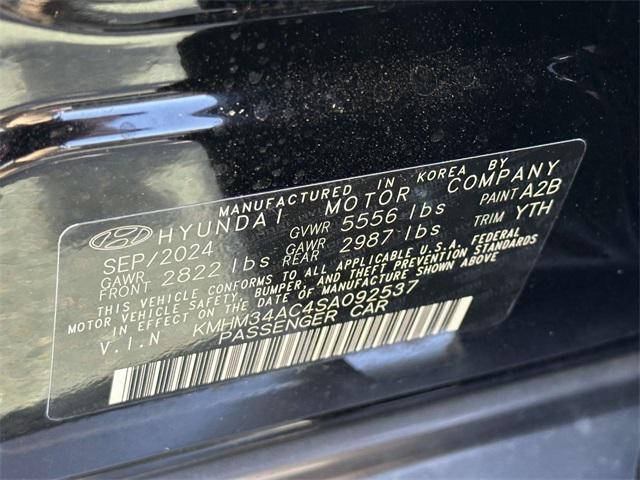 MANUFACTURED IN KOREA BY
HYUNDAI MOTOR COMPANY
SEP/2024 GVWR 5556 lbs PAINT A2B
GAWR FRONT 2822 lbs GAWR REAR 2987 lbs TRIM YTH
THIS VEHICLE CONFORMS TO ALL APPLICABLE U.S.A. FEDERAL
MOTOR VEHICLE SAFETY, BUMPER, AND THEFT PREVENTION STANDARDS
IN EFFECT ON THE DATE OF MANUFACTURE SHOWN ABOVE
V.I.N KMHM34AC4SA092537
PASSENGER CAR